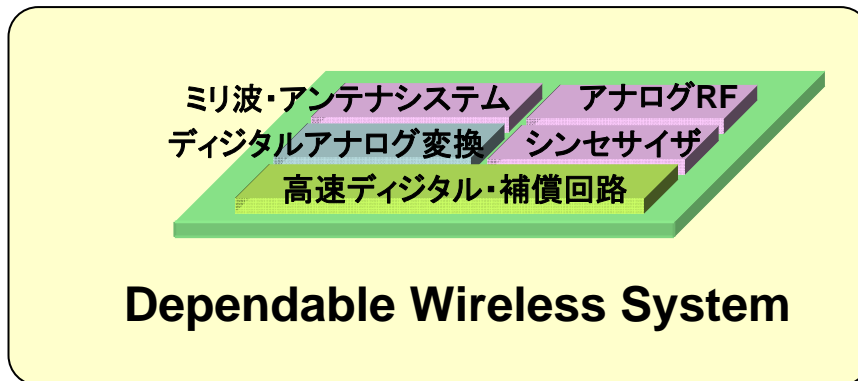 ミリ波・アンテナシステム
アナログRF
ディジタルアナログ変換
シンセサイザ
高速ディジタル・補償回路
Dependable Wireless System